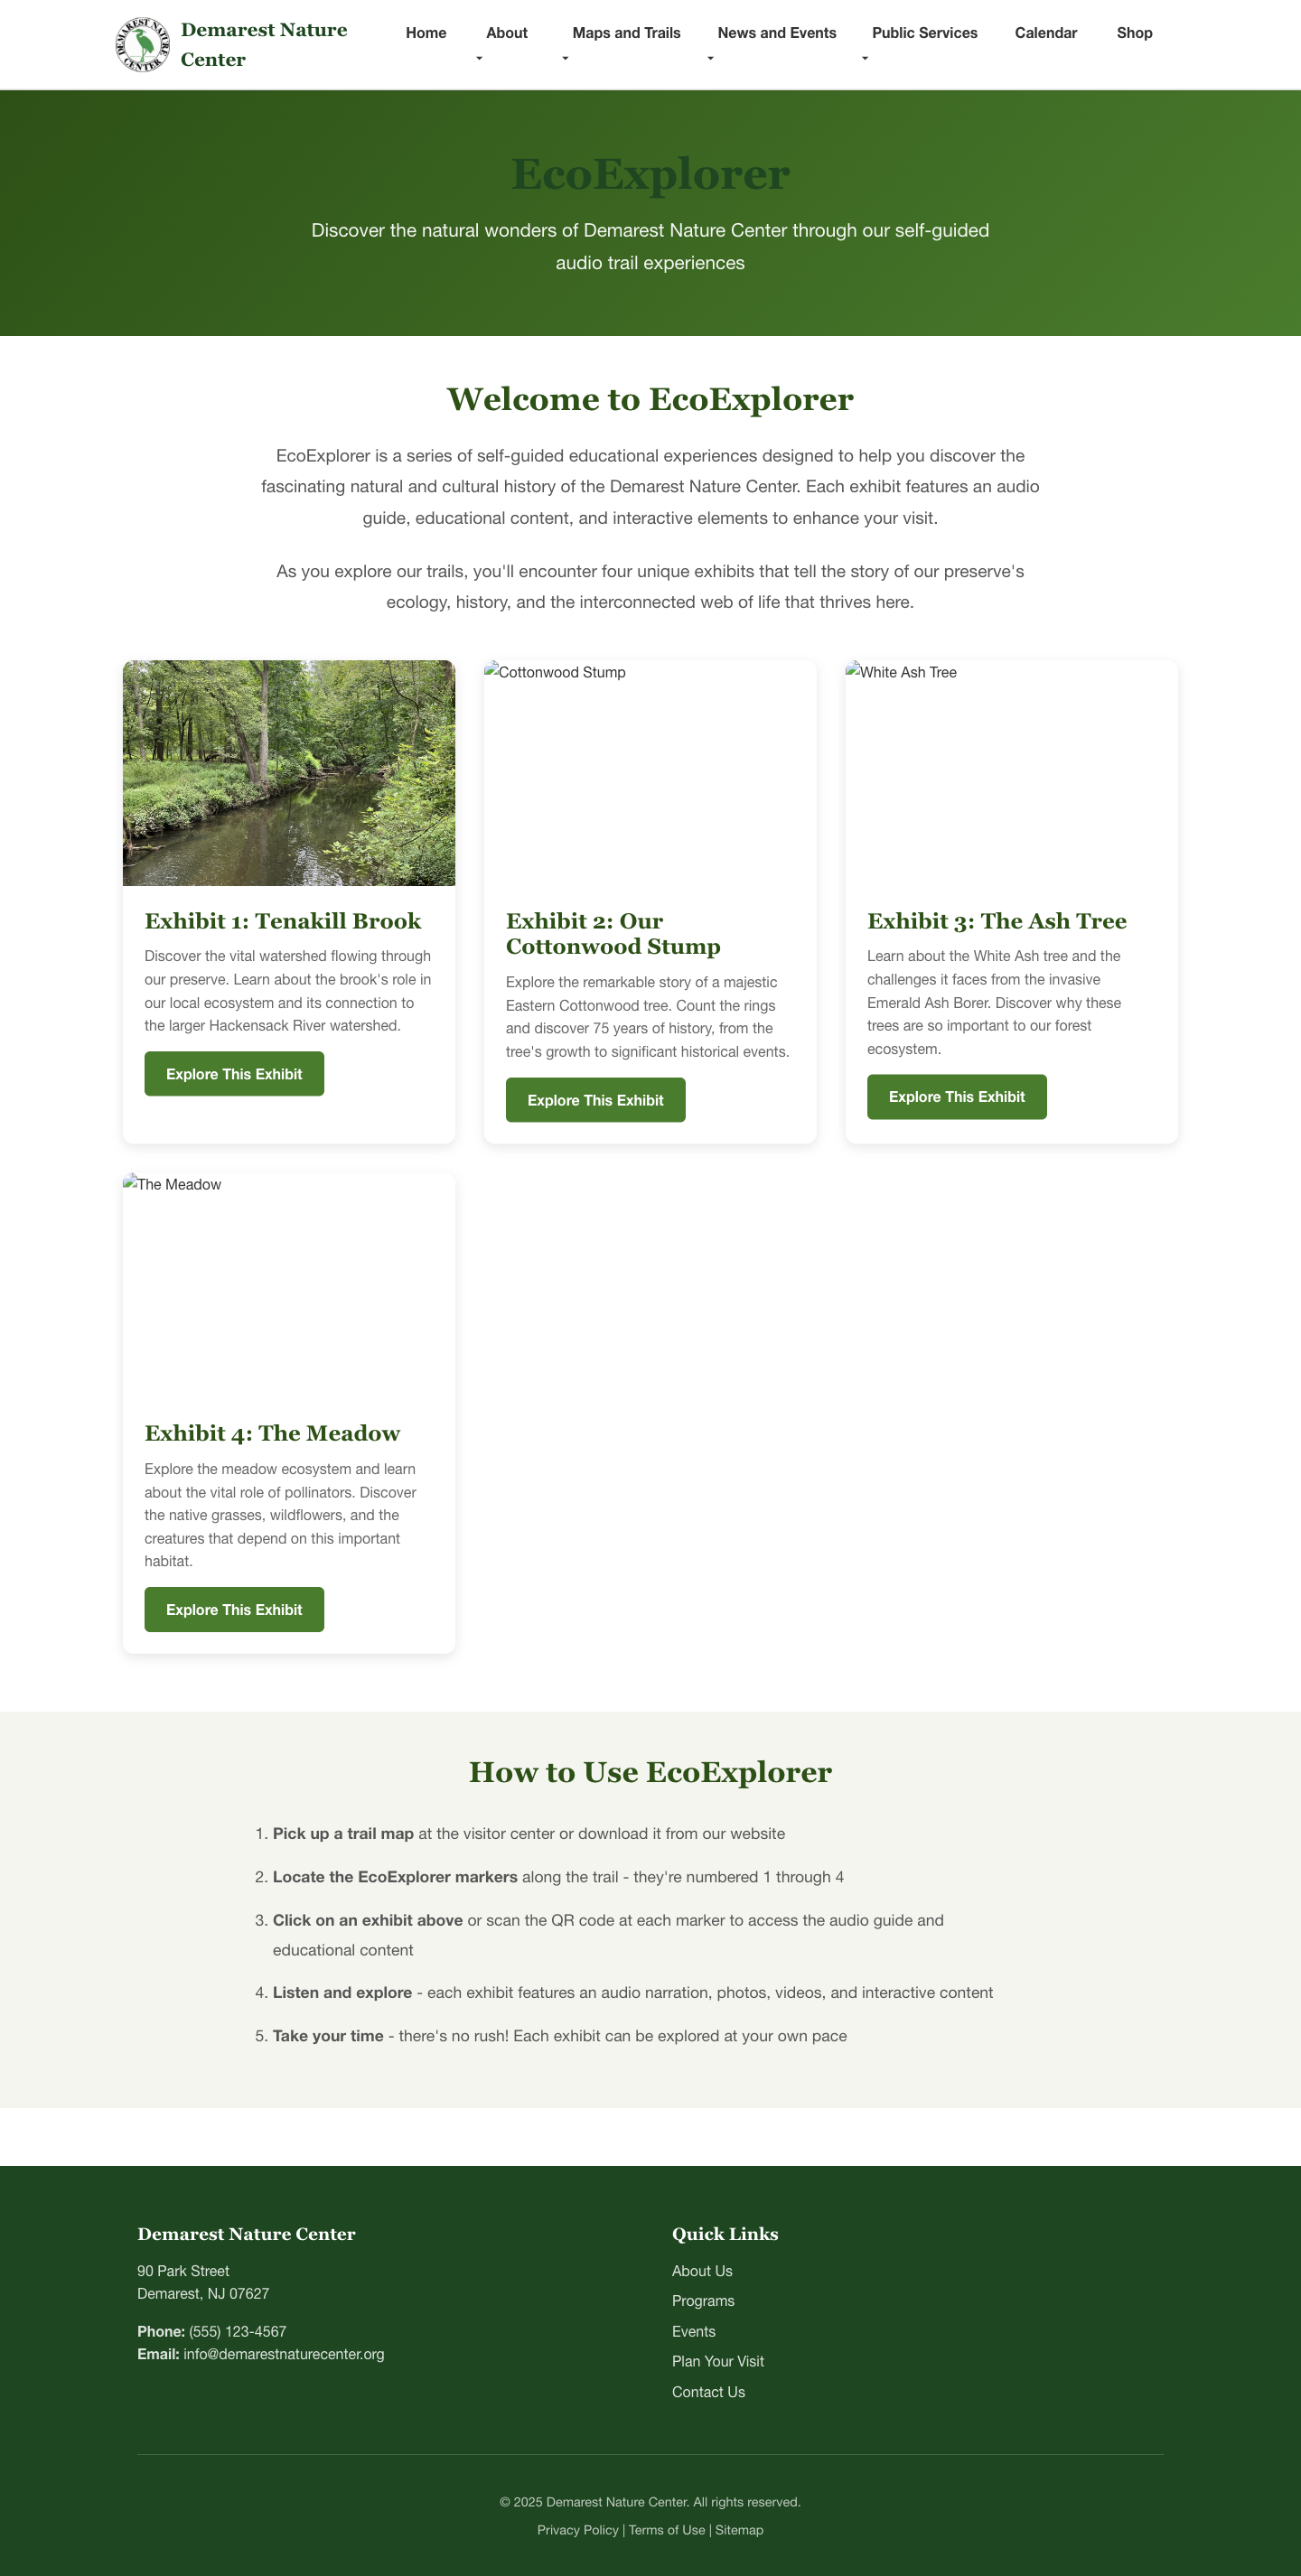 DEMAREST NATURE
CENTER
Demarest Nature
Center
Home
About
Maps and Trails
News and Events
Public Services
Calendar
Shop
EcoExplorer
Discover the natural wonders of Demarest Nature Center through our self-guided
audio trail experiences
Welcome to EcoExplorer
EcoExplorer is a series of self-guided educational experiences designed to help you discover the
fascinating natural and cultural history of the Demarest Nature Center. Each exhibit features an audio
guide, educational content, and interactive elements to enhance your visit.
As you explore our trails, you'll encounter four unique exhibits that tell the story of our preserve's
ecology, history, and the interconnected web of life that thrives here.
Exhibit 1: Tenakill Brook
Discover the vital watershed flowing through
our preserve. Learn about the brook's role in
our local ecosystem and its connection to
the larger Hackensack River watershed.
Explore This Exhibit
Cottonwood Stump
Exhibit 2: Our
Cottonwood Stump
Explore the remarkable story of a majestic
Eastern Cottonwood tree. Count the rings
and discover 75 years of history, from the
tree's growth to significant historical events.
Explore This Exhibit
White Ash Tree
Exhibit 3: The Ash Tree
Learn about the White Ash tree and the
challenges it faces from the invasive
Emerald Ash Borer. Discover why these
trees are so important to our forest
ecosystem.
Explore This Exhibit
The Meadow
Exhibit 4: The Meadow
Explore the meadow ecosystem and learn
about the vital role of pollinators. Discover
the native grasses, wildflowers, and the
creatures that depend on this important
habitat.
Explore This Exhibit
How to Use EcoExplorer
1. Pick up a trail map at the visitor center or download it from our website
2. Locate the EcoExplorer markers along the trail - they're numbered 1 through 4
3. Click on an exhibit above or scan the QR code at each marker to access the audio guide and
educational content
4. Listen and explore - each exhibit features an audio narration, photos, videos, and interactive content
5. Take your time - there's no rush! Each exhibit can be explored at your own pace
Demarest Nature Center
90 Park Street
Demarest, NJ 07627
Phone: (555) 123-4567
Email: info@demarestnaturecenter.org
Quick Links
About Us
Programs
Events
Plan Your Visit
Contact Us
© 2025 Demarest Nature Center. All rights reserved.
Privacy Policy | Terms of Use | Sitemap